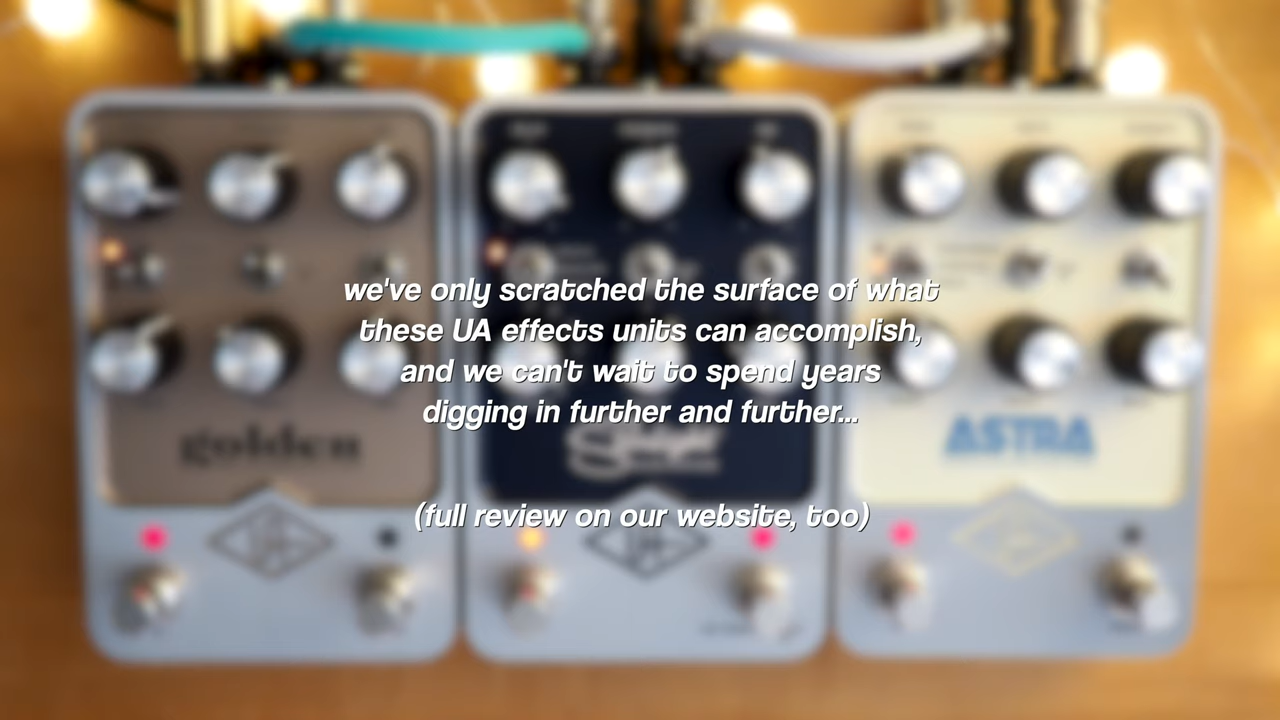 we've only scratched the surface of what
these UA effects units can accomplish,
and we can't wait to spend years
digging in further and further...
golden
ASTRA
(full review on our website, too)